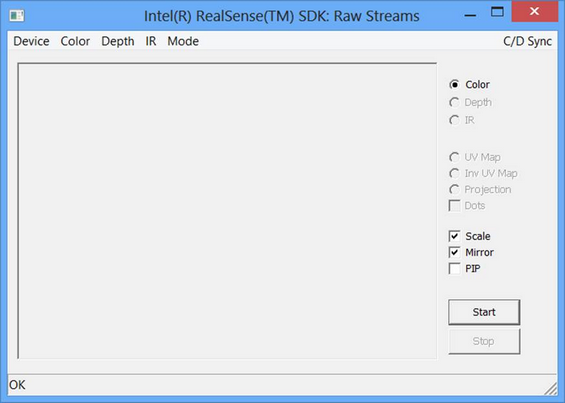 Intel(R) RealSense(TM) SDK: Raw Streams
Device Color Depth IR Mode C/D Sync
Color
Depth
IR
UV Map
Inv UV Map
Projection
Dots
Scale
Mirror
PIP
Start
Stop
OK